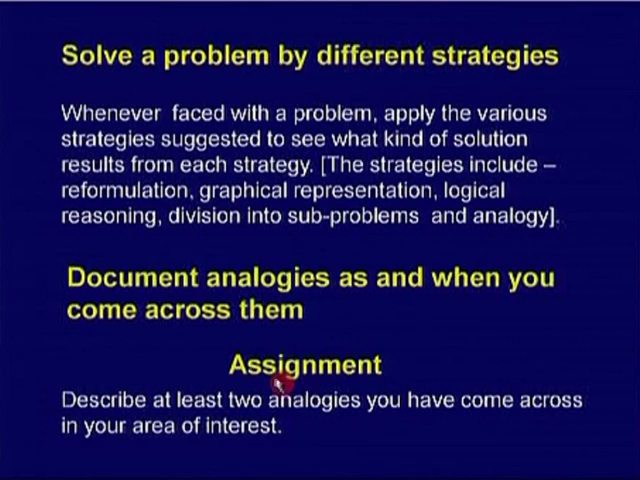 Solve a problem by different strategies
Whenever faced with a problem, apply the various
strategies suggested to see what kind of solution
results from each strategy. [The strategies include –
reformulation, graphical representation, logical
reasoning, division into sub-problems and analogy].
Document analogies as and when you
come across them
Assignment
Describe at least two analogies you have come across
in your area of interest.